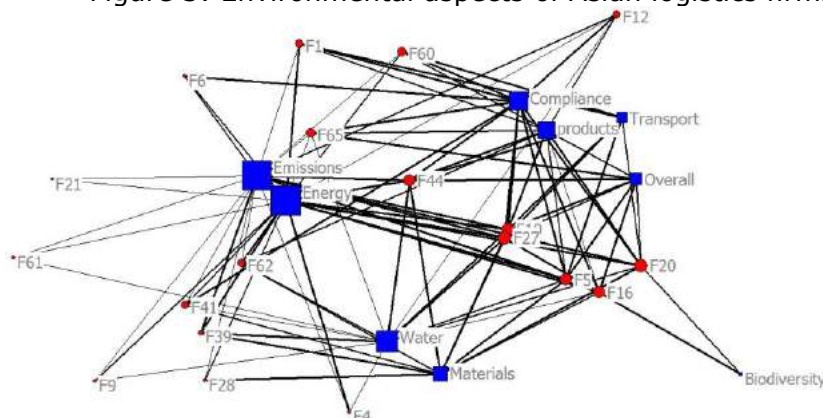 Figure 3: Environmental aspects of Asian logistics firms
F12
F1
F60
F6
Compliance
Transport
products
F65
Emissions
F21
F44
Overall
Energy
F27
F61
F62
F5
F20
F16
F41
F39
Water
F9
F28
Materials
Biodiversity
F4